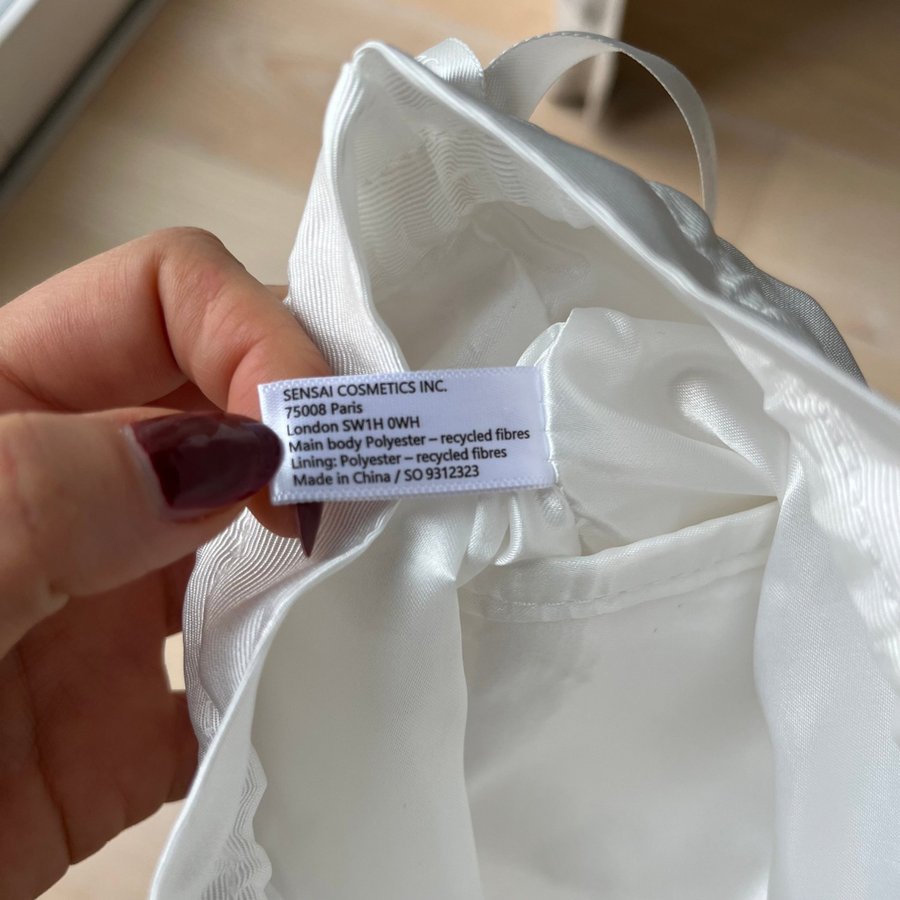 SENSAI COSMETICS INC.
75008 Paris
London SW1H 0WH
Main body Polyester – recycled fibres
Lining: Polyester – recycled fibres
Made in China / SO 9312323